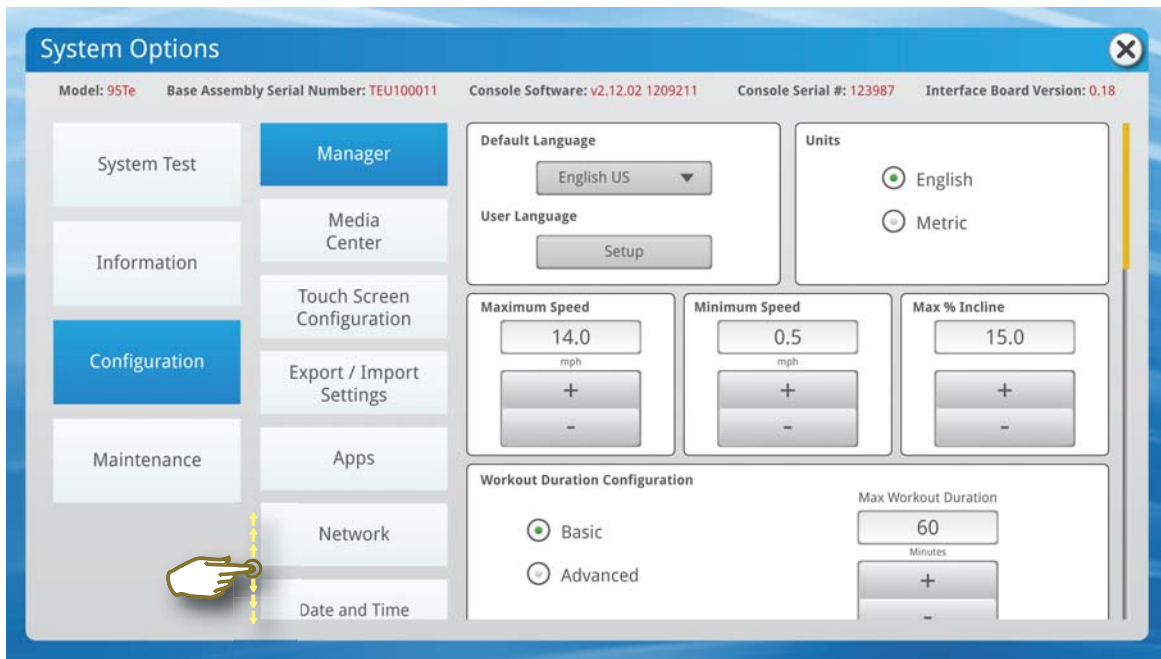 System Options
Model: 95Te Base Assembly Serial Number: TEU100011 Console Software: v2.12.02 1209211 Console Serial #: 123987 Interface Board Version: 0.18
System Test
Information
Configuration
Maintenance
Manager
Media
Center
Touch Screen
Configuration
Export / Import
Settings
Apps
Network
Date and Time
Default Language
English US
User Language
Setup
Units
English
Metric
Maximum Speed
14.0
mph
+
-
Minimum Speed
0.5
mph
+
-
Max % Incline
15.0
+
-
Workout Duration Configuration
Basic
Advanced
Max Workout Duration
60
Minutes
+
-